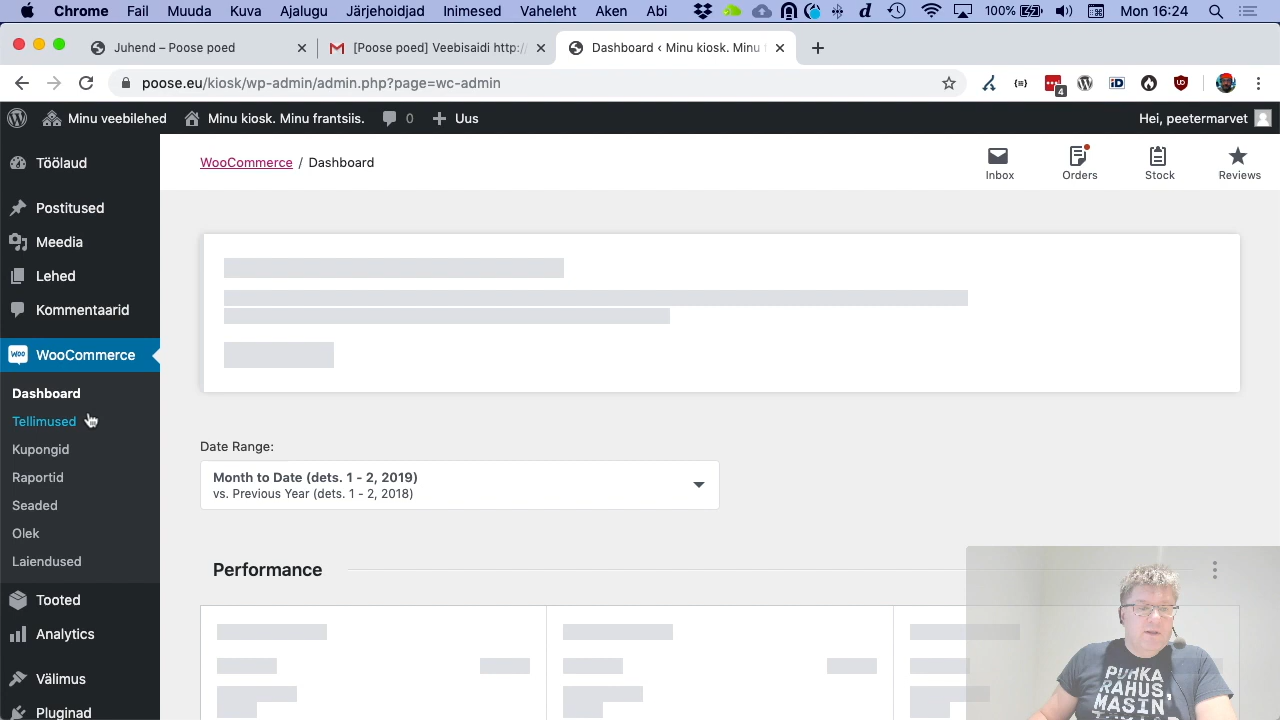 Chrome Fail Muuda Kuva Ajalugu Järjehoidjad Inimesed Vaheleht Aken Abi 100% Mon 16:24
Juhend – Poose poed
[Poose poed] Veebisaidi http:/
Dashboard ‹ Minu kiosk. Minu
poose.eu/kiosk/wp-admin/admin.php?page=wc-admin
4
Minu veebilehed Minu kiosk. Minu frantsiis. 0 Uus Hei, peetermarvet
Töölaud
Postitused
Meedia
Lehed
Kommentaarid
WooCommerce
Dashboard
Tellimused
Kupongid
Raportid
Seaded
Olek
Laiendused
Tooted
Analytics
Välimus
Pluginad
WooCommerce / Dashboard
Inbox
Orders
Stock
Reviews
Date Range:
Month to Date (dets. 1 - 2, 2019)
vs. Previous Year (dets. 1 - 2, 2018)
Performance
PUHKA
RAHUS,
MASIN